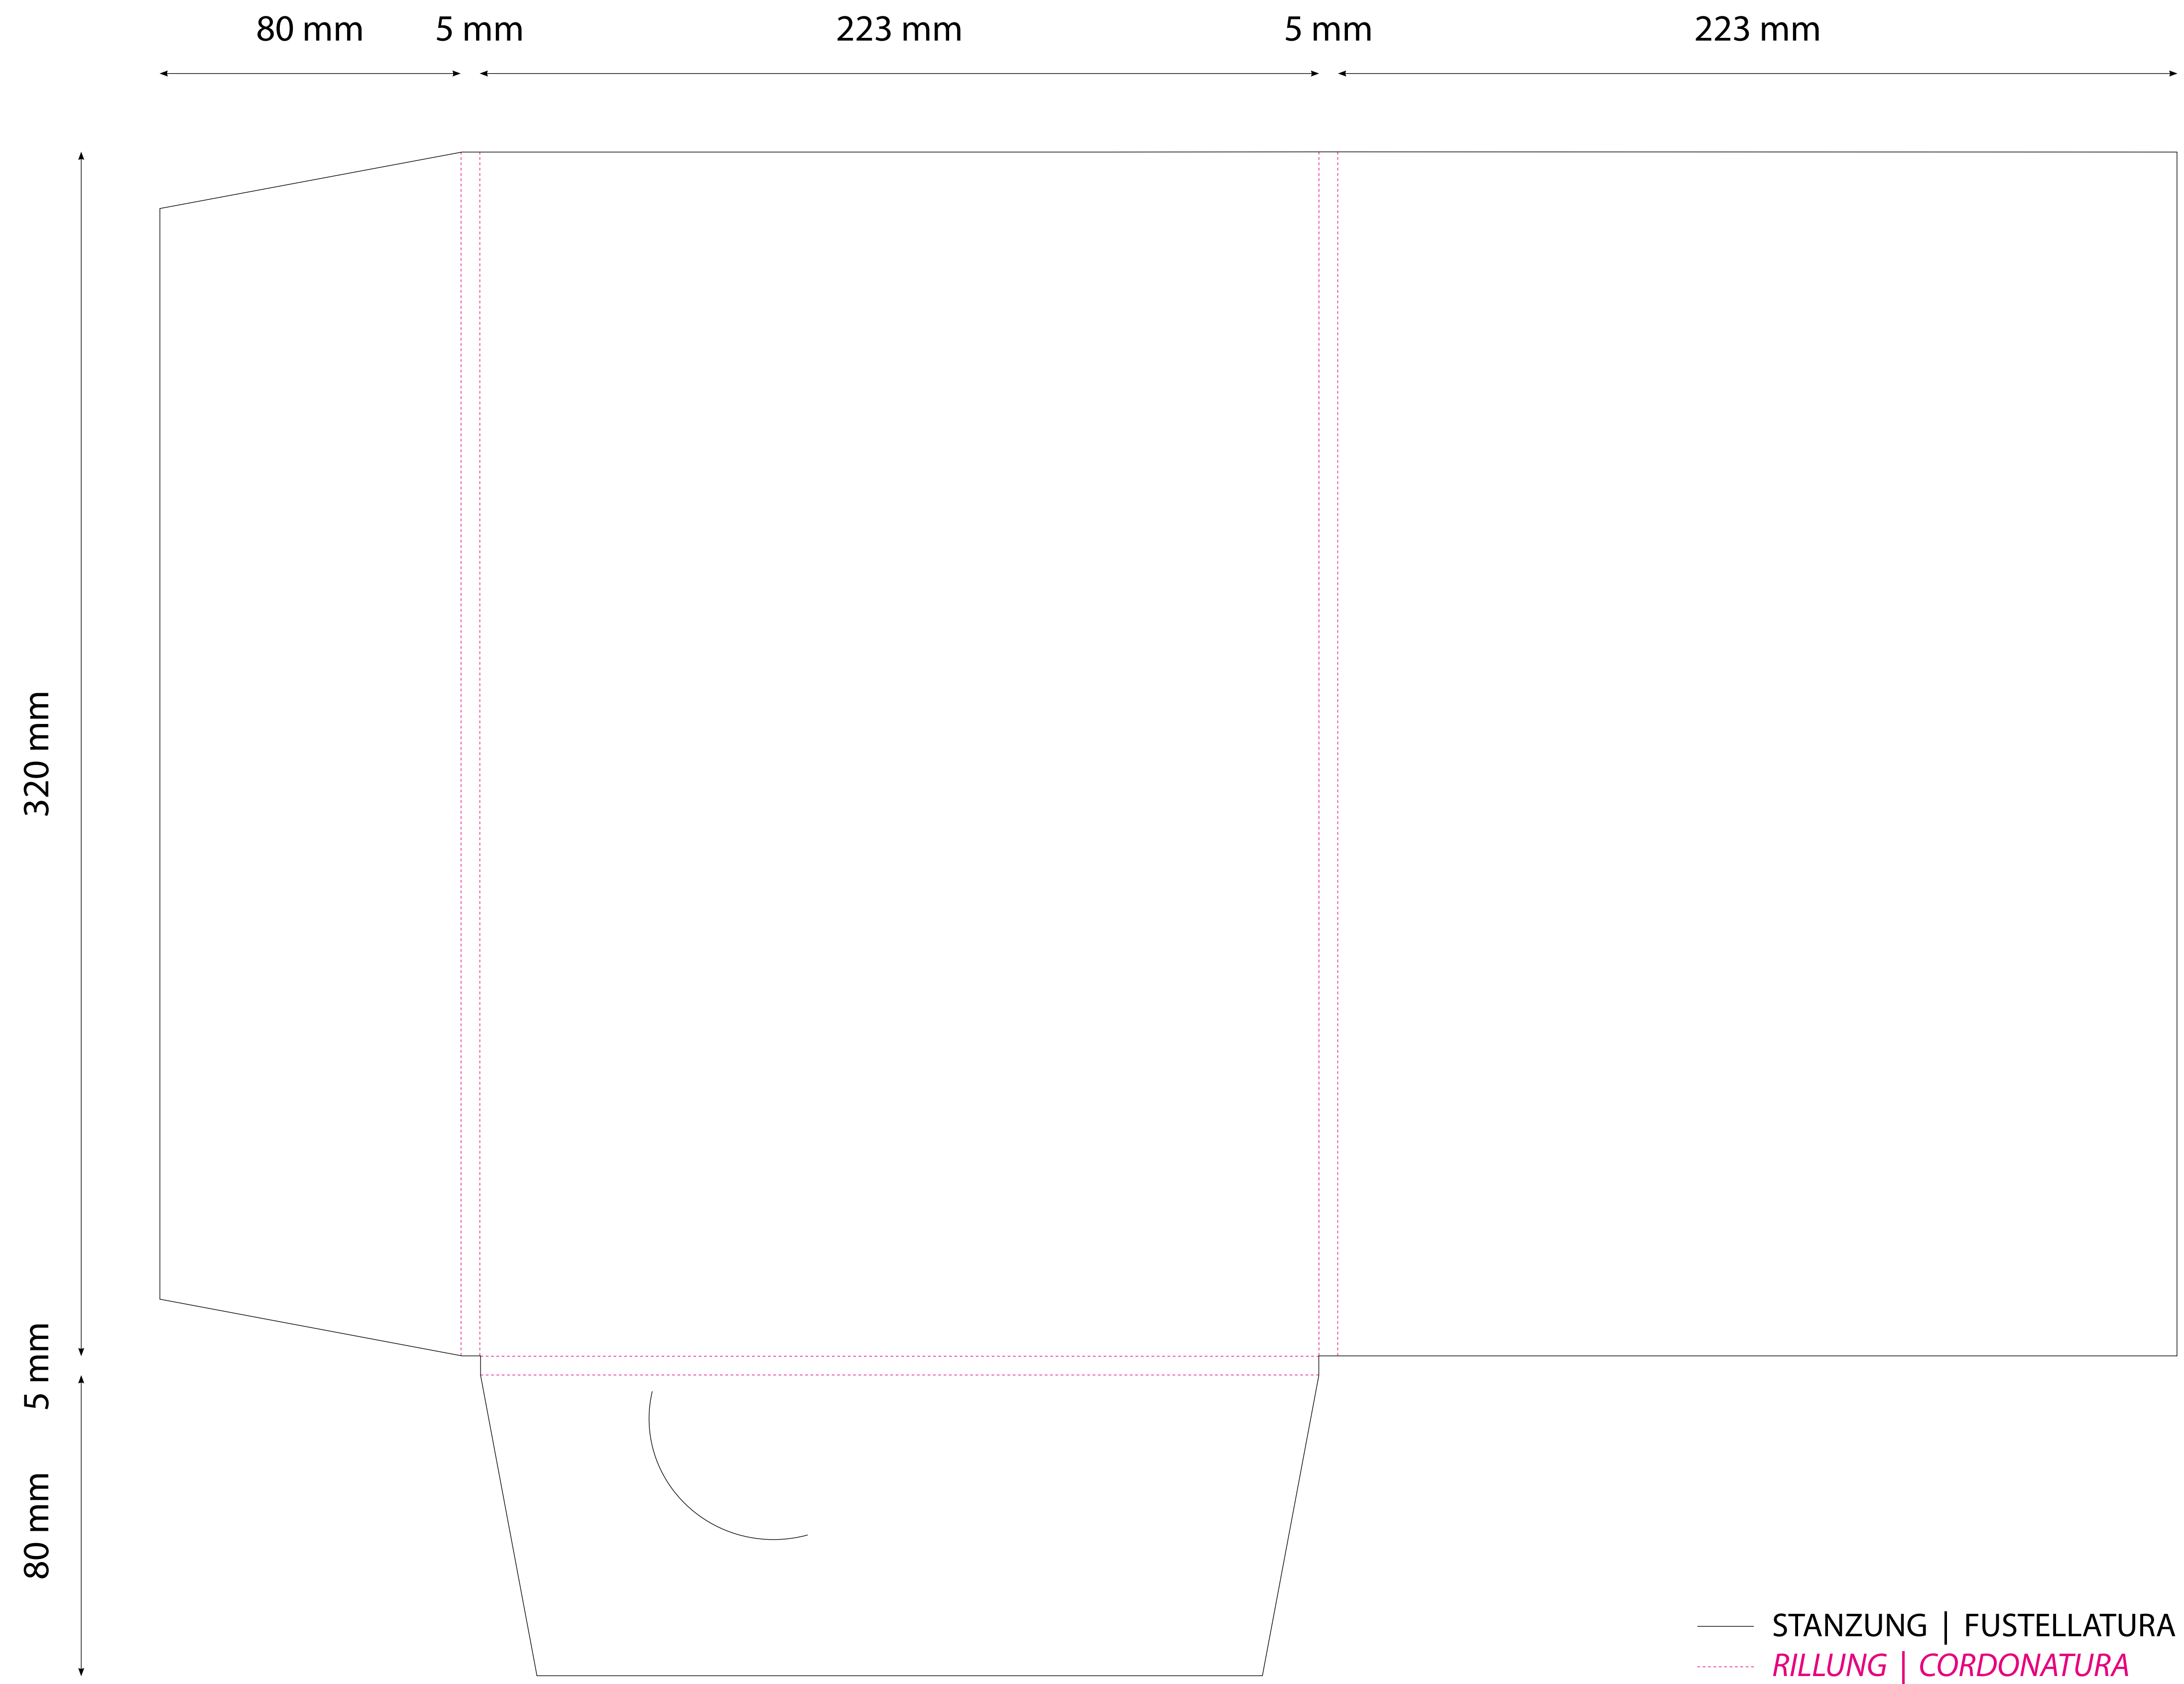 80 mm 5 mm 223 mm 5 mm 223 mm
320 mm
5 mm
80 mm
STANZUNG | FUSTELLATURA
RILLUNG | CORDONATURA